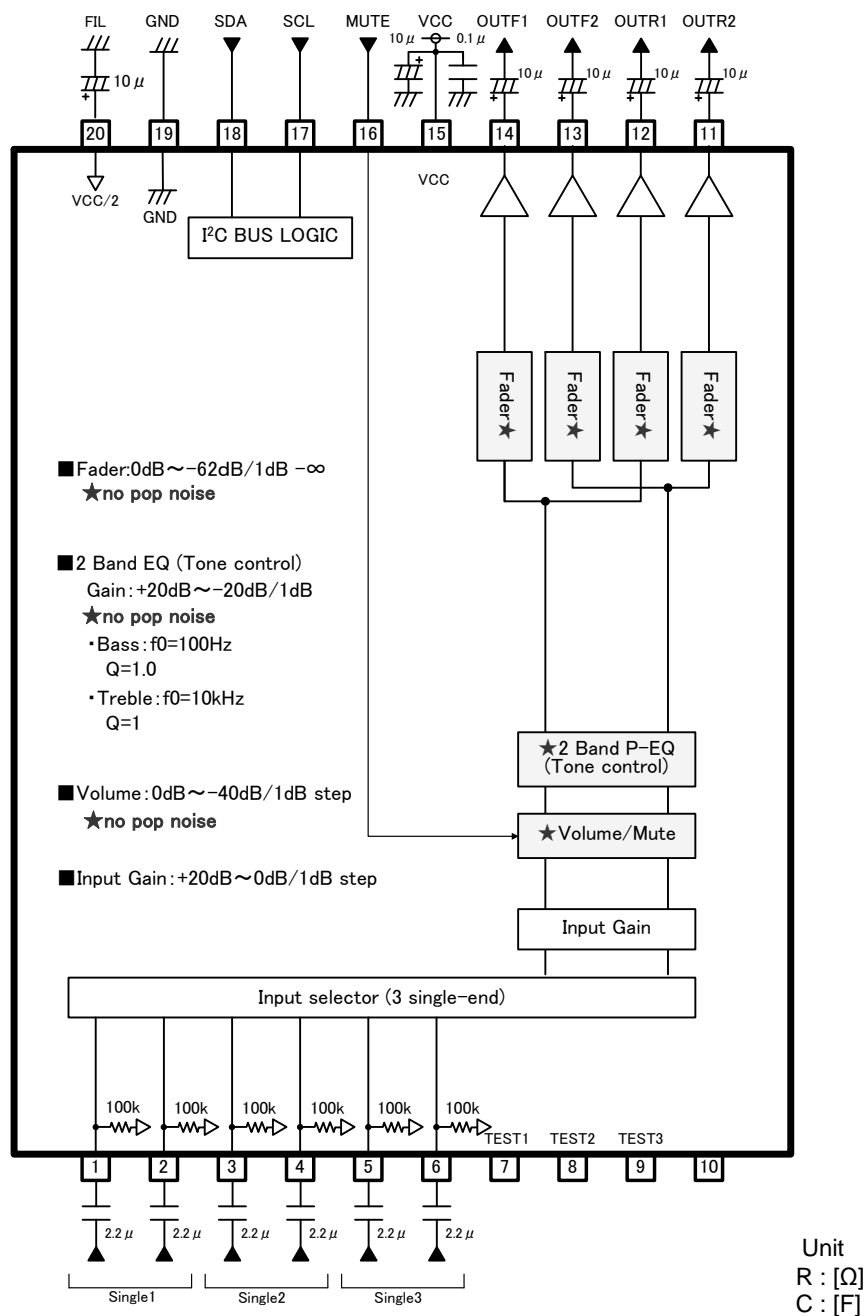 FIL GND SDA SCL MUTE VCC OUTF1 OUTF2 OUTR1 OUTR2
10μ 10μ 0.1μ 10μ 10μ 10μ 10μ
20 19 18 17 16 15 14 13 12 11
VCC/2 GND VCC
I²C BUS LOGIC
Fader★ Fader★ Fader★ Fader★
■Fader:0dB～-62dB/1dB -∞
★no pop noise
■2 Band EQ (Tone control)
Gain:+20dB～-20dB/1dB
★no pop noise
・Bass:f0=100Hz
Q=1.0
・Treble:f0=10kHz
Q=1
★2 Band P-EQ
(Tone control)
■Volume:0dB～-40dB/1dB step
★no pop noise
★Volume/Mute
■Input Gain:+20dB～0dB/1dB step
Input Gain
Input selector (3 single-end)
100k 100k 100k 100k 100k 100k
TEST1 TEST2 TEST3
1 2 3 4 5 6 7 8 9 10
2.2μ 2.2μ 2.2μ 2.2μ 2.2μ 2.2μ
Single1 Single2 Single3
Unit
R : [Ω]
C : [F]